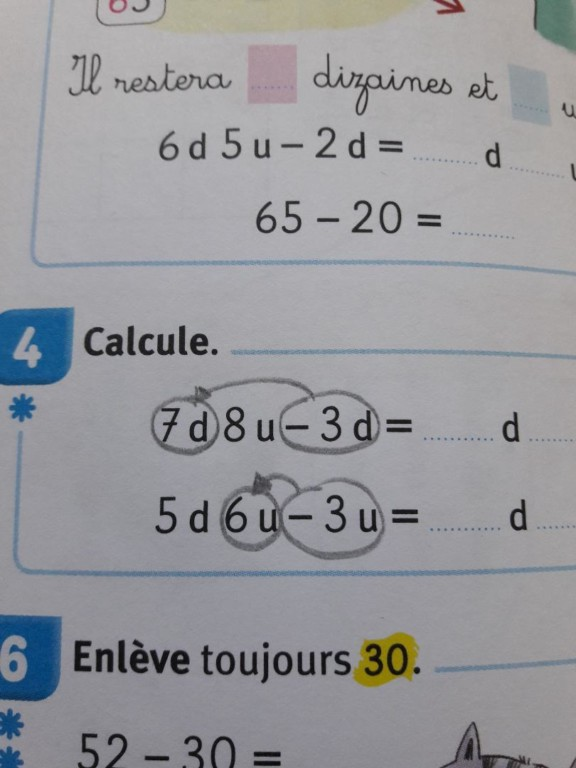 65
Il restera ...... dizaines et ......
6 d 5 u – 2 d = ......... d .........
65 – 20 = .........
4 Calcule.
7 d 8 u – 3 d = .......... d ......
5 d 6 u – 3 u = .......... d ......
6 Enlève toujours 30.
52 – 30 =